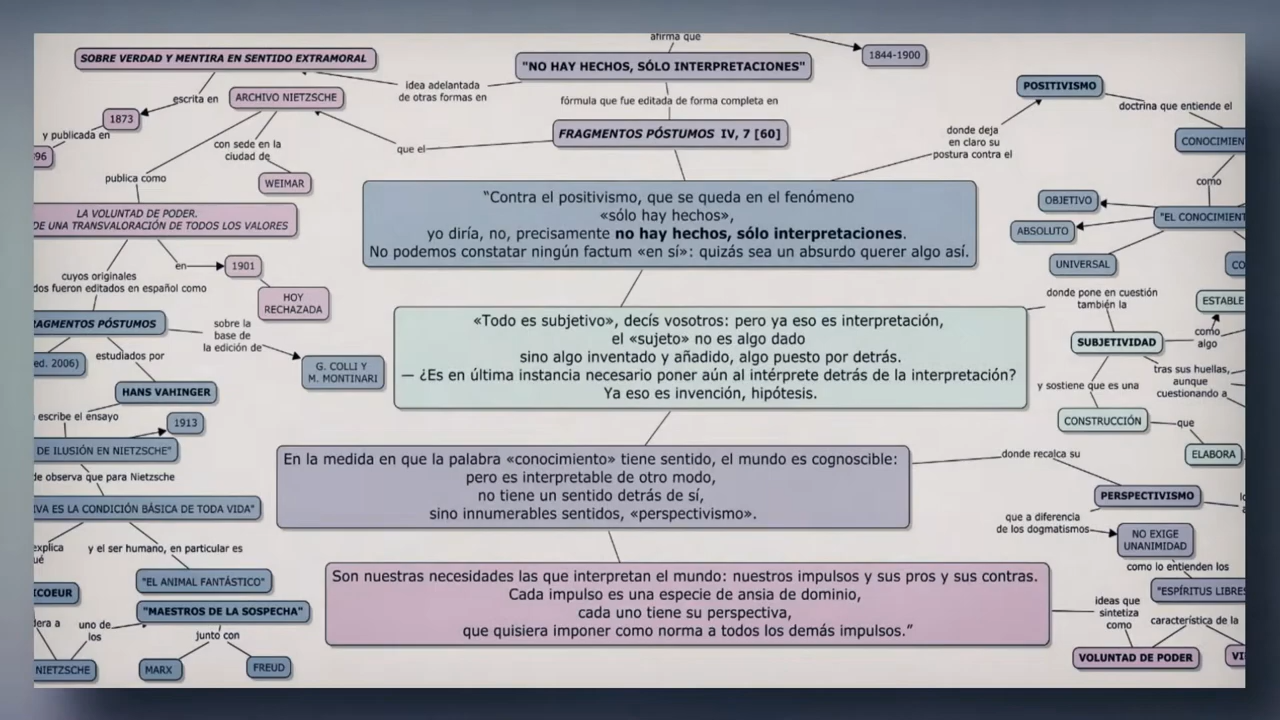 afirma que
1844-1900
SOBRE VERDAD Y MENTIRA EN SENTIDO EXTRAMORAL
"NO HAY HECHOS, SÓLO INTERPRETACIONES"
idea adelantada
de otras formas en
escrita en
ARCHIVO NIETZSCHE
1873
y publicada en
96
fórmula que fue editada de forma completa en
FRAGMENTOS PÓSTUMOS IV, 7 [60]
que el
con sede en la
ciudad de
WEIMAR
publica como
LA VOLUNTAD DE PODER.
DE UNA TRANSVALORACIÓN DE TODOS LOS VALORES
en
1901
HOY
RECHAZADA
cuyos originales
dos fueron editados en español como
RAGMENTOS PÓSTUMOS
sobre la
base de
la edición de
G. COLLI Y
M. MONTINARI
ed. 2006)
estudiados por
HANS VAHINGER
escribe el ensayo
1913
DE ILUSIÓN EN NIETZSCHE"
de observa que para Nietzsche
IVA ES LA CONDICIÓN BÁSICA DE TODA VIDA"
explica
ué
y el ser humano, en particular es
"EL ANIMAL FANTÁSTICO"
ICOEUR
"MAESTROS DE LA SOSPECHA"
dera a
uno de
los
junto con
NIETZSCHE
MARX
FREUD
"Contra el positivismo, que se queda en el fenómeno
«sólo hay hechos»,
yo diría, no, precisamente no hay hechos, sólo interpretaciones.
No podemos constatar ningún factum «en sí»: quizás sea un absurdo querer algo así.
«Todo es subjetivo», decís vosotros: pero ya eso es interpretación,
el «sujeto» no es algo dado
sino algo inventado y añadido, algo puesto por detrás.
— ¿Es en última instancia necesario poner aún al intérprete detrás de la interpretación?
Ya eso es invención, hipótesis.
En la medida en que la palabra «conocimiento» tiene sentido, el mundo es cognoscible:
pero es interpretable de otro modo,
no tiene un sentido detrás de sí,
sino innumerables sentidos, «perspectivismo».
Son nuestras necesidades las que interpretan el mundo: nuestros impulsos y sus pros y sus contras.
Cada impulso es una especie de ansia de dominio,
cada uno tiene su perspectiva,
que quisiera imponer como norma a todos los demás impulsos."
donde deja
en claro su
postura contra el
POSITIVISMO
doctrina que entiende el
CONOCIMIEN
como
"EL CONOCIMIENT
OBJETIVO
ABSOLUTO
UNIVERSAL
CO
donde pone en cuestión
también la
SUBJETIVIDAD
como
algo
ESTABLE
tras sus huellas,
aunque
cuestionando a
y sostiene que es una
CONSTRUCCIÓN
que
ELABORA
donde recalca su
PERSPECTIVISMO
que a diferencia
de los dogmatismos
NO EXIGE
UNANIMIDAD
como lo entienden los
"ESPÍRITUS LIBRES
ideas que
sintetiza
como
característica de la
VOLUNTAD DE PODER
VI